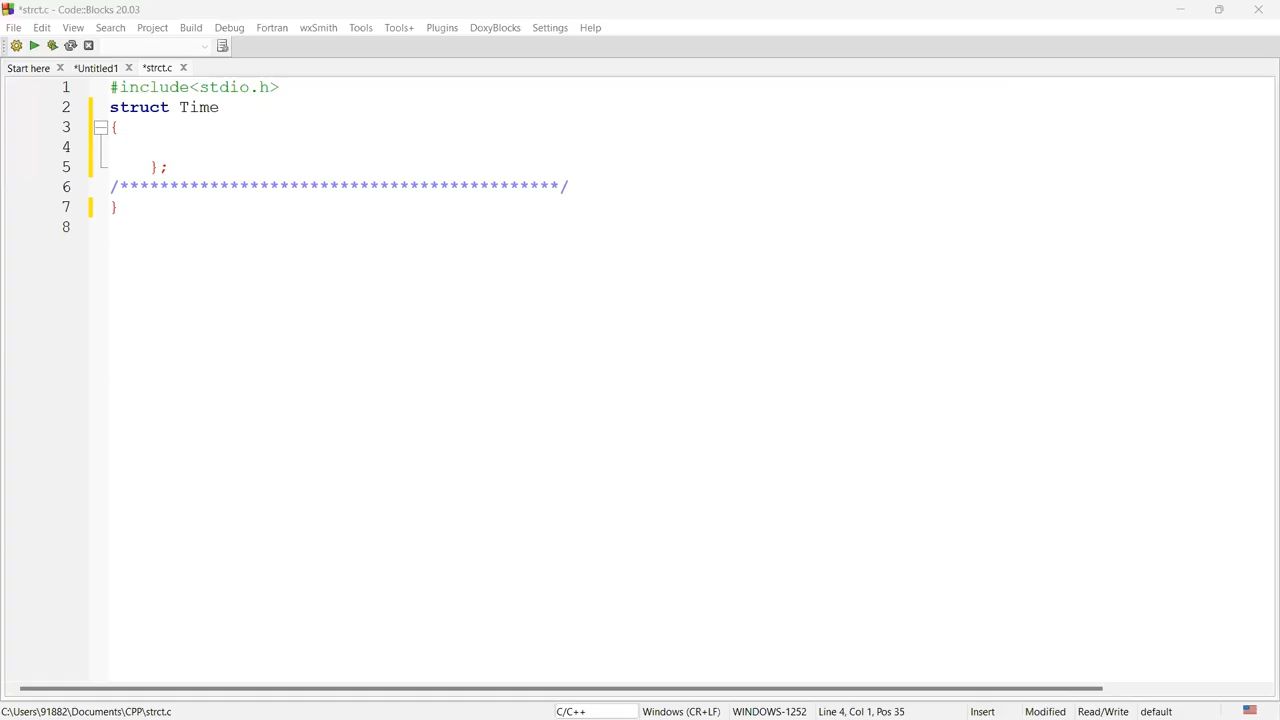 *strct.c - Code::Blocks 20.03
File Edit View Search Project Build Debug Fortran wxSmith Tools Tools+ Plugins DoxyBlocks Settings Help
Start here *Untitled1 *strct.c
1 #include<stdio.h>
2 struct Time
3 {
4
5 };
6 /********************************************/
7 }
8
C:\Users\91882\Documents\CPP\strct.c C/C++ Windows (CR+LF) WINDOWS-1252 Line 4, Col 1, Pos 35 Insert Modified Read/Write default